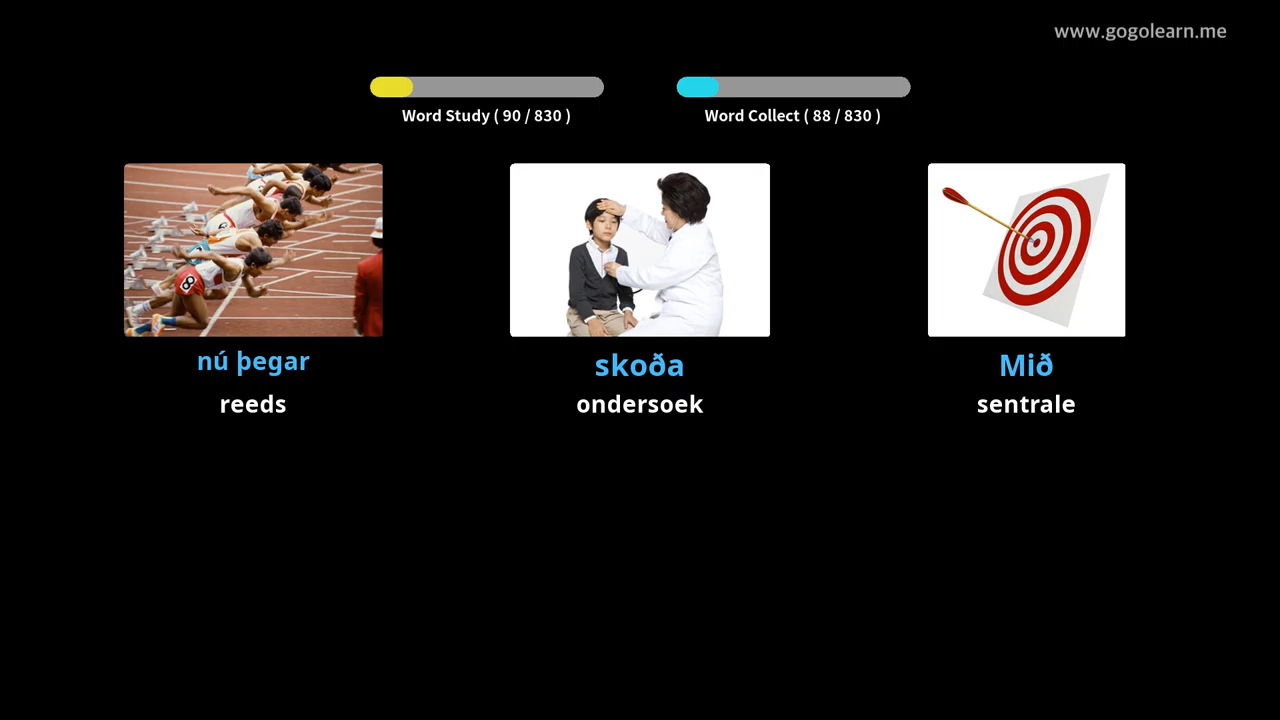 www.gogolearn.me
Word Study ( 90 / 830 )
Word Collect ( 88 / 830 )
8
nú þegar
skoða
Mið
reeds
ondersoek
sentrale